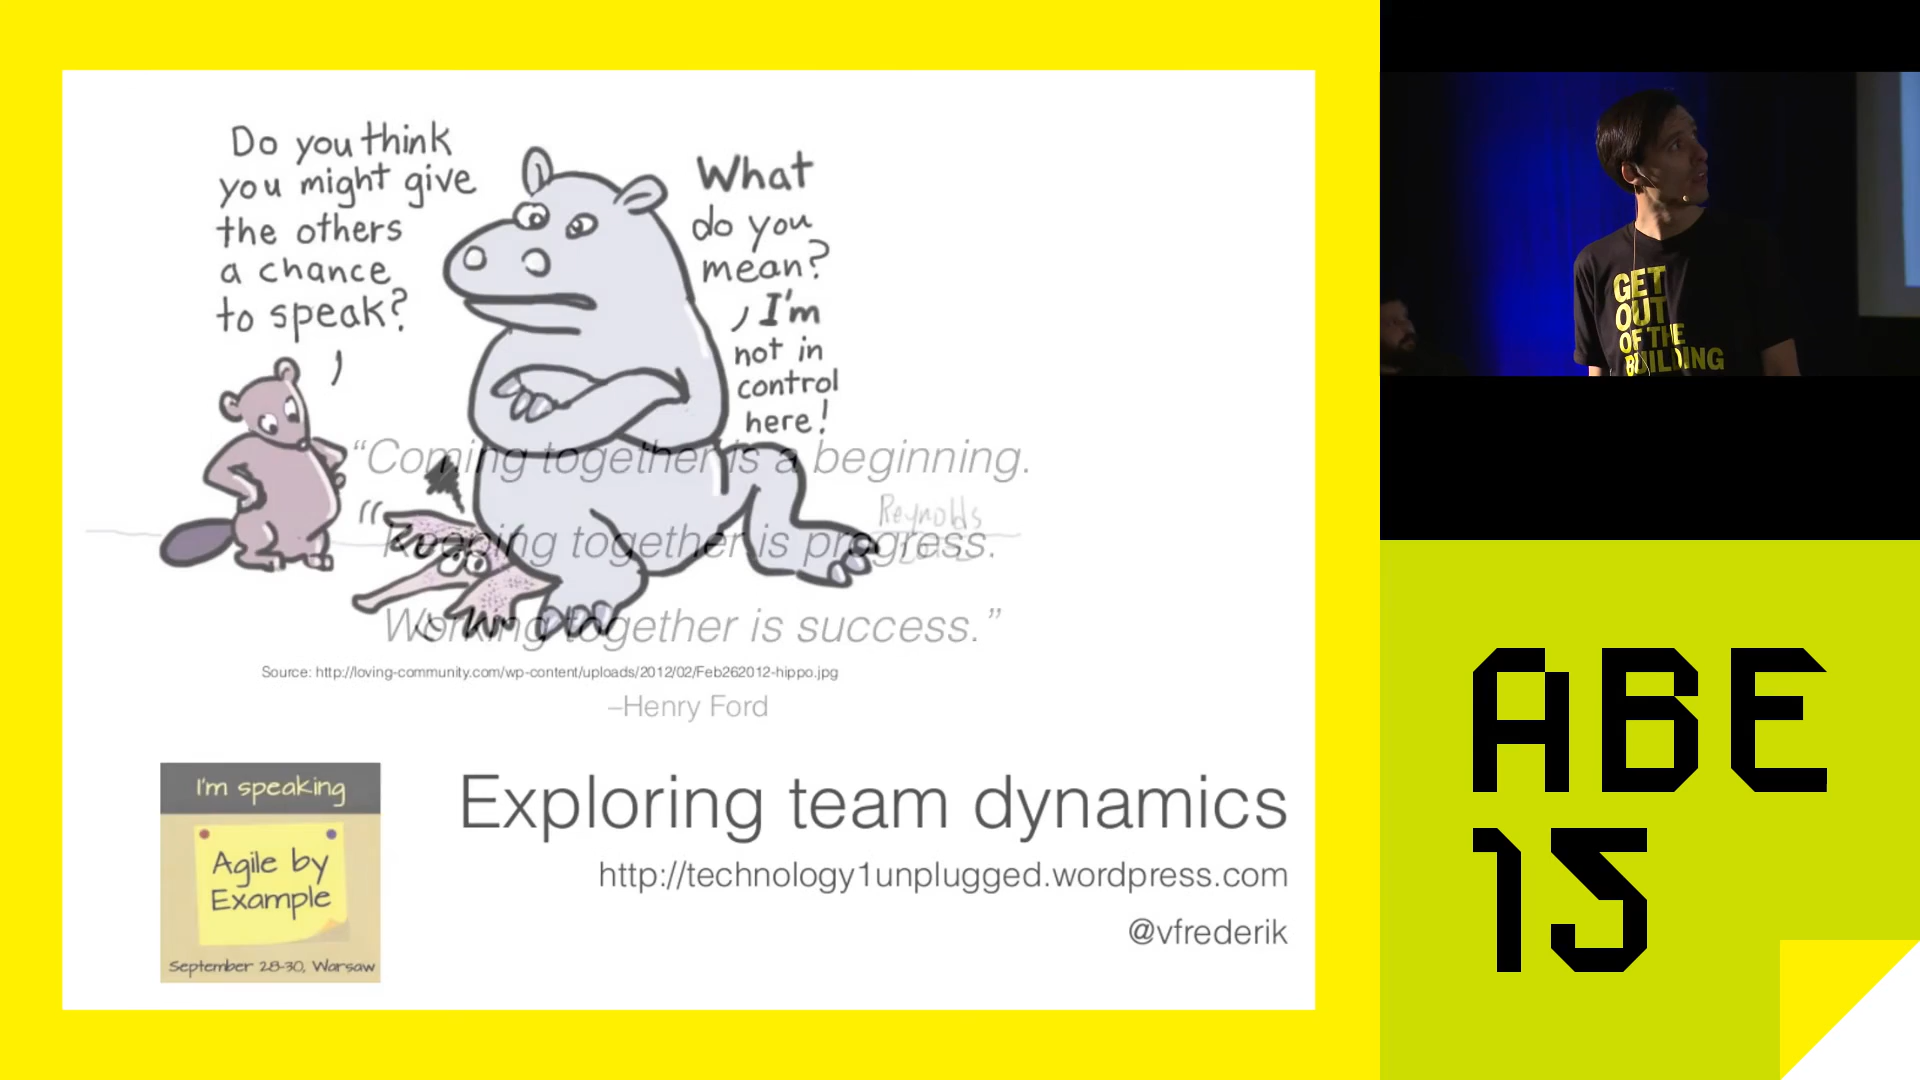 Do you think
you might give
the others
a chance
to speak?
What
do you
mean?
I'm
not in
control
here!
Reynolds
“Coming together is a beginning.
Keeping together is progress.
Working together is success.”
Source: http://loving-community.com/wp-content/uploads/2012/02/Feb262012-hippo.jpg
–Henry Ford
I'm speaking
Agile by
Example
September 28-30, Warsaw
Exploring team dynamics
http://technology1unplugged.wordpress.com
@vfrederik
GET
OUT
OF THE
BUILDING
ABE
15